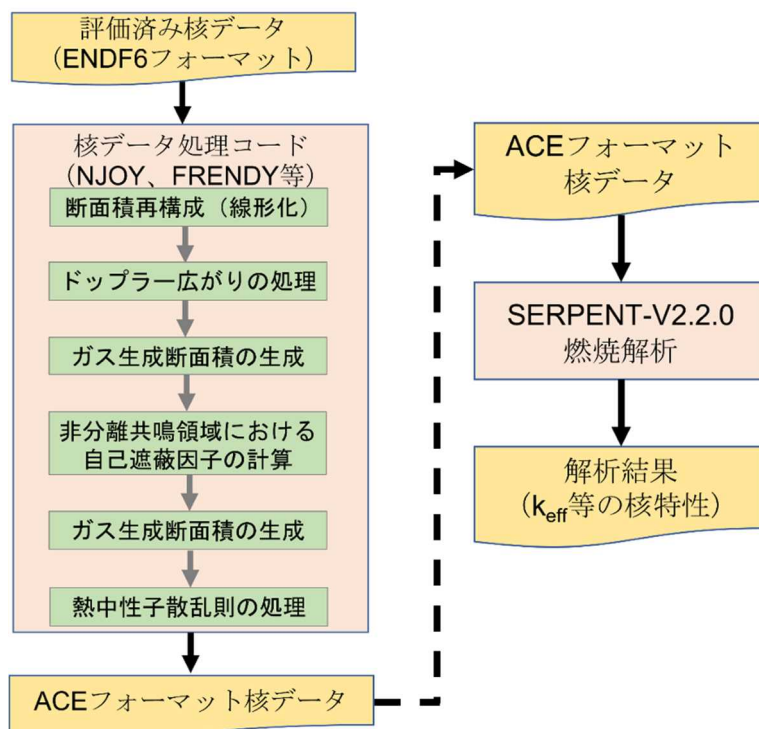 評価済み核データ
（ENDF6フォーマット）
核データ処理コード
（NJOY、FRENDY等）
断面積再構成（線形化）
ドップラー広がりの処理
ガス生成断面積の生成
非分離共鳴領域における
自己遮蔽因子の計算
ガス生成断面積の生成
熱中性子散乱則の処理
ACEフォーマット核データ
ACEフォーマット
核データ
SERPENT-V2.2.0
燃焼解析
解析結果
（keff等の核特性）